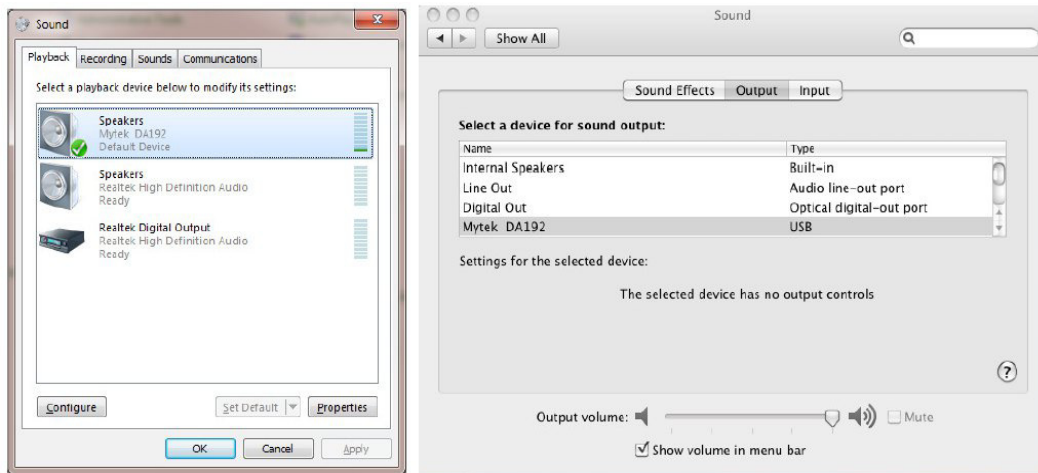 Sound
Playback
Recording
Sounds
Communications
Select a playback device below to modify its settings:
Speakers
Mytek DA192
Default Device
Speakers
Realtek High Definition Audio
Ready
Realtek Digital Output
Realtek High Definition Audio
Ready
Configure
Set Default
Properties
OK
Cancel
Apply
Sound
Show All
Sound Effects
Output
Input
Select a device for sound output:
Name Type
Internal Speakers Built-in
Line Out Audio line-out port
Digital Out Optical digital-out port
Mytek DA192 USB
Settings for the selected device:
The selected device has no output controls
?
Output volume:
Mute
Show volume in menu bar